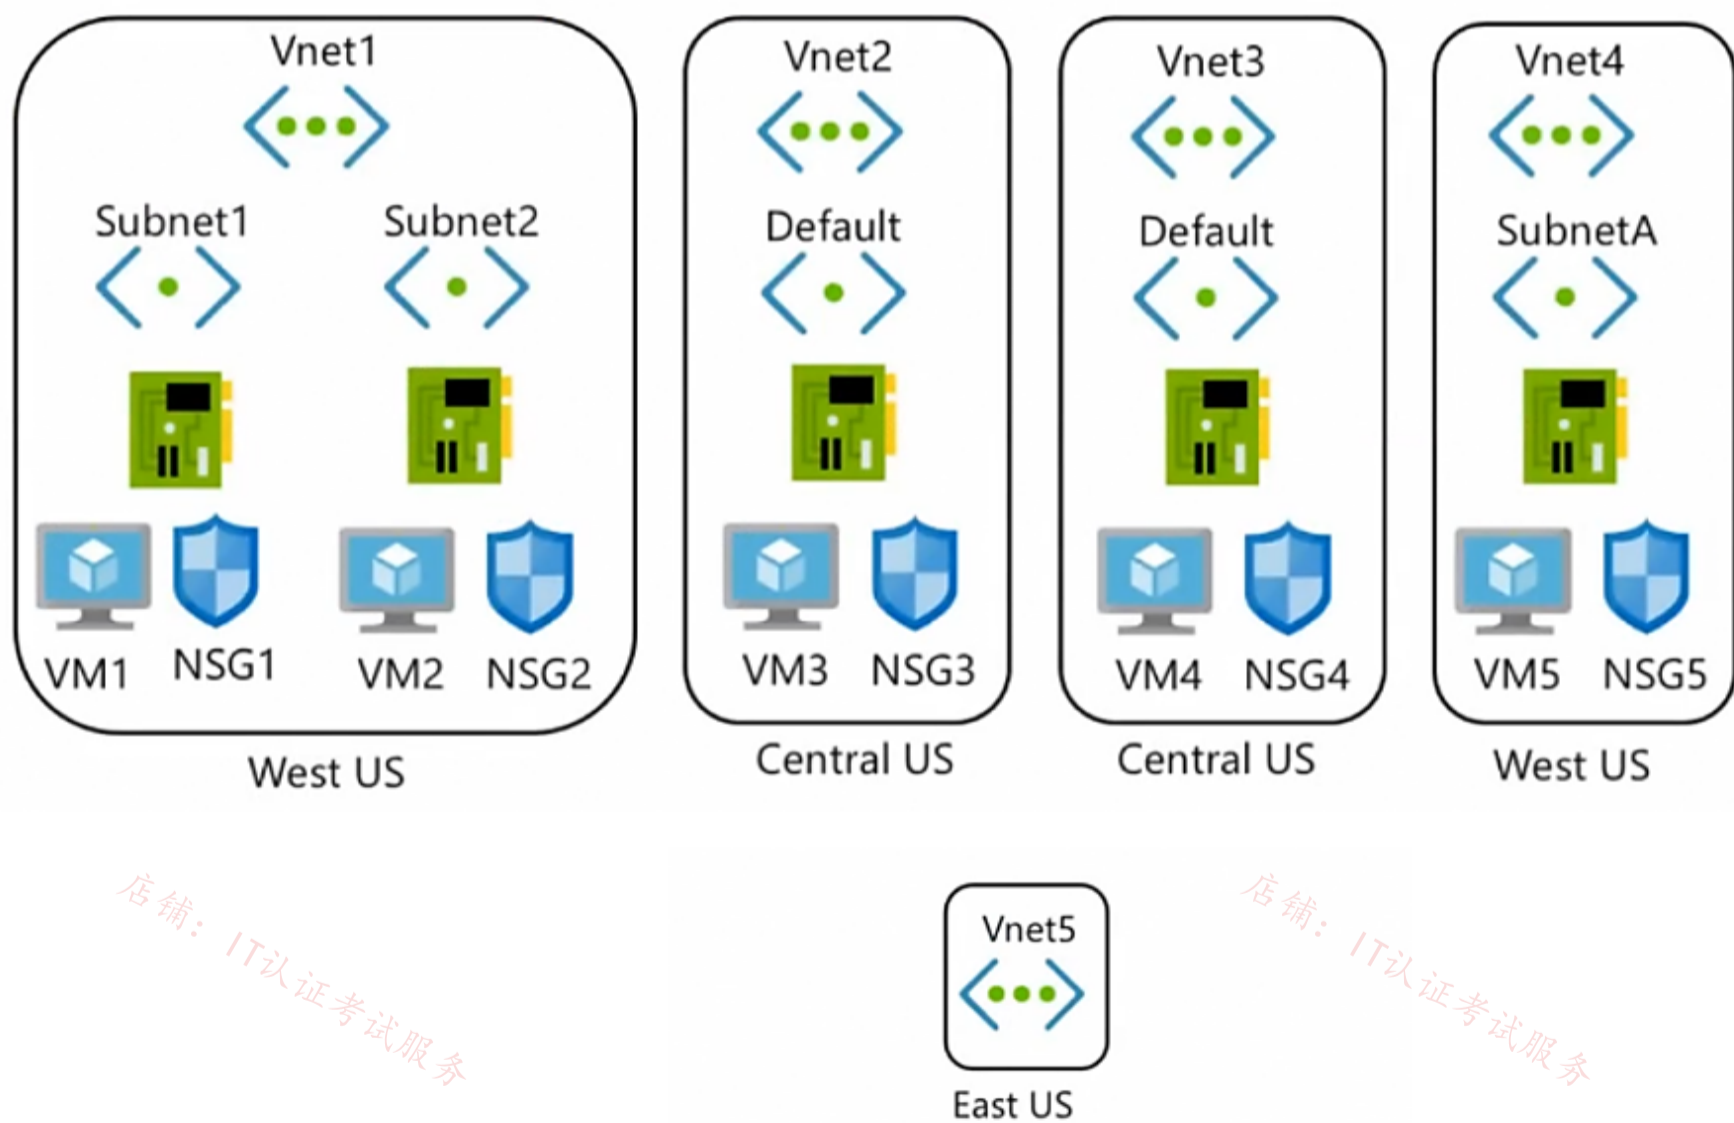 Vnet1
Subnet1
Subnet2
VM1
NSG1
VM2
NSG2
West US
Vnet2
Default
VM3
NSG3
Central US
Vnet3
Default
VM4
NSG4
Central US
Vnet4
SubnetA
VM5
NSG5
West US
店铺：IT认证考试服务
Vnet5
East US
店铺：IT认证考试服务